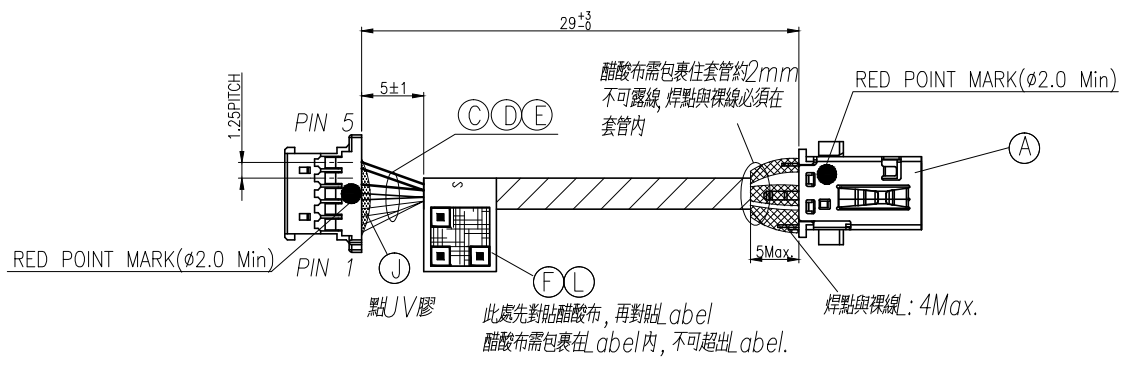 29 +3 -0
醋酸布需包裹住套管約2mm
不可露線, 焊點與裸線必須在
套管內
RED POINT MARK(ø2.0 Min)
5±1
1.25PITCH
PIN 5
C D E
A
S
RED POINT MARK(ø2.0 Min)
PIN 1
J
點UV膠
F L
此處先對貼醋酸布, 再對貼Label
醋酸布需包裹在Label內, 不可超出Label.
5Max.
焊點與裸線L: 4Max.